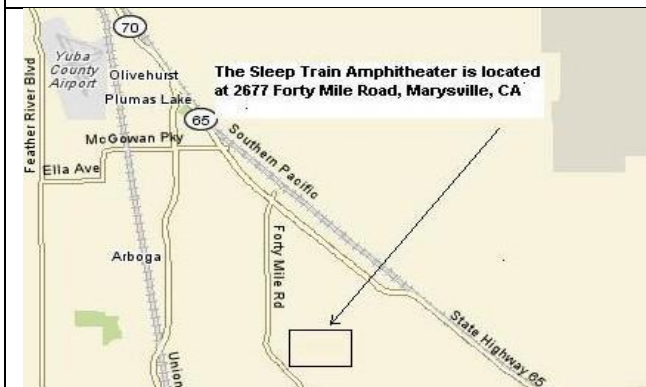 70
Yuba
County
Airport
Olivehurst
The Sleep Train Amphitheater is located
at 2677 Forty Mile Road, Marysville, CA
Feather River Blvd
Plumas Lake
65
McGowan Pky
Southern Pacific
Ella Ave
Forty Mile Rd
Arboga
State Highway 65
Union